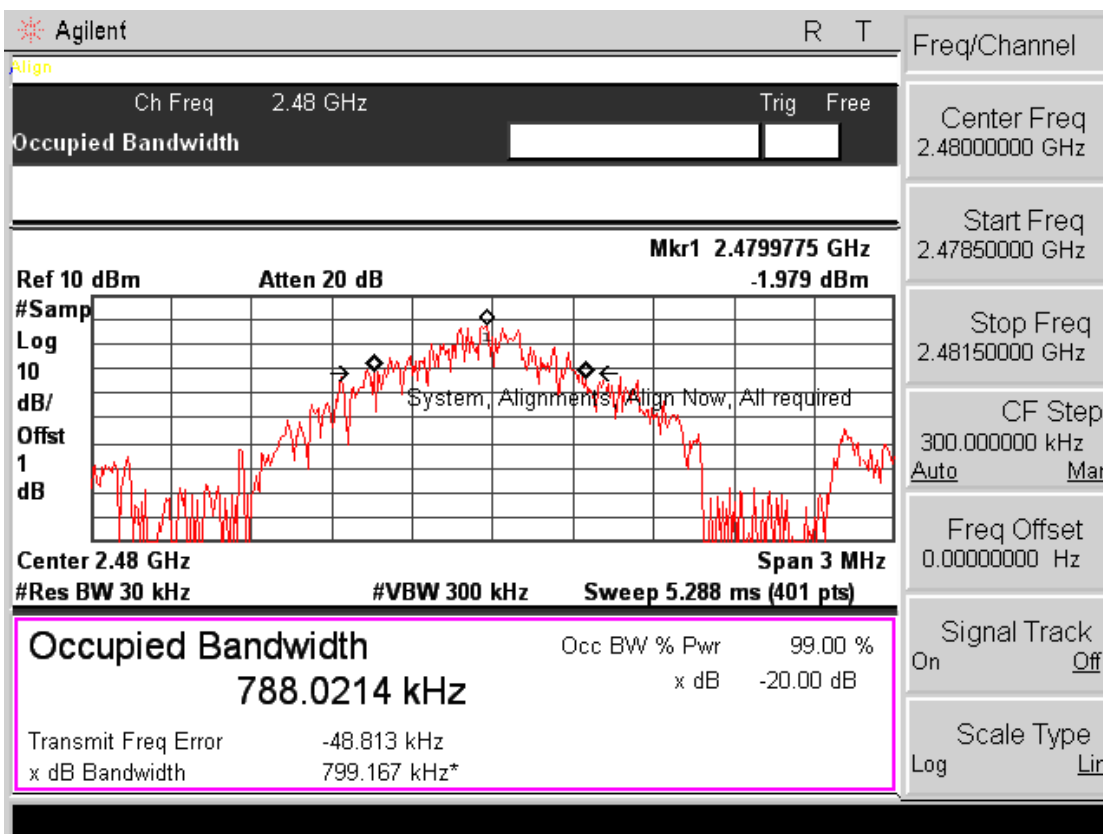 Agilent R T
Align
Ch Freq 2.48 GHz Trig Free
Occupied Bandwidth
Mkr1 2.4799775 GHz
Ref 10 dBm Atten 20 dB -1.979 dBm
#Samp
Log
10
dB/
Offst
1
dB
1
System, Alignments, Align Now, All required
Center 2.48 GHz Span 3 MHz
#Res BW 30 kHz #VBW 300 kHz Sweep 5.288 ms (401 pts)
Occupied Bandwidth
788.0214 kHz
Occ BW % Pwr 99.00 %
x dB -20.00 dB
Transmit Freq Error -48.813 kHz
x dB Bandwidth 799.167 kHz*
Freq/Channel
Center Freq
2.48000000 GHz
Start Freq
2.47850000 GHz
Stop Freq
2.48150000 GHz
CF Step
300.000000 kHz
Auto Mar
Freq Offset
0.00000000 Hz
Signal Track
On Off
Scale Type
Log Lir